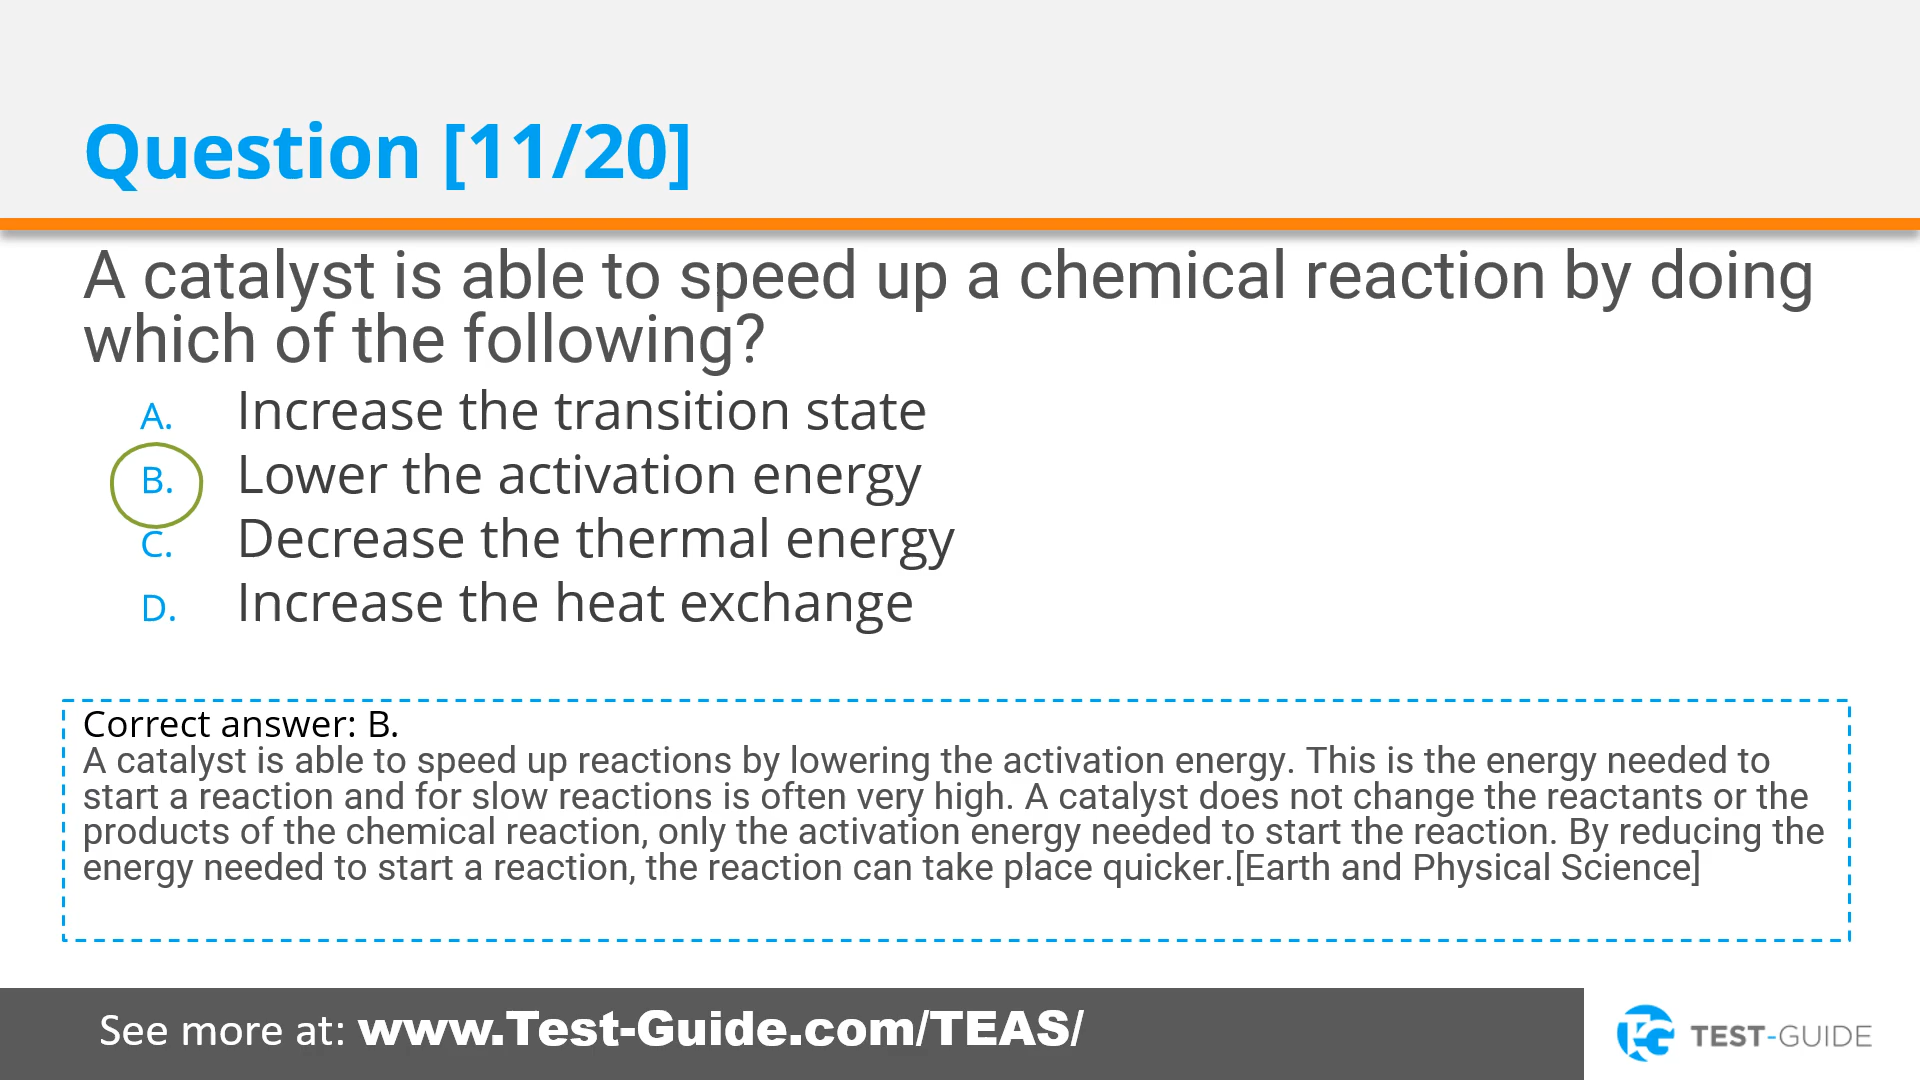 Question [11/20]
A catalyst is able to speed up a chemical reaction by doing
which of the following?
A. Increase the transition state
B. Lower the activation energy
C. Decrease the thermal energy
D. Increase the heat exchange
Correct answer: B.
A catalyst is able to speed up reactions by lowering the activation energy. This is the energy needed to
start a reaction and for slow reactions is often very high. A catalyst does not change the reactants or the
products of the chemical reaction, only the activation energy needed to start the reaction. By reducing the
energy needed to start a reaction, the reaction can take place quicker.[Earth and Physical Science]
See more at: www.Test-Guide.com/TEAS/
TEST-GUIDE